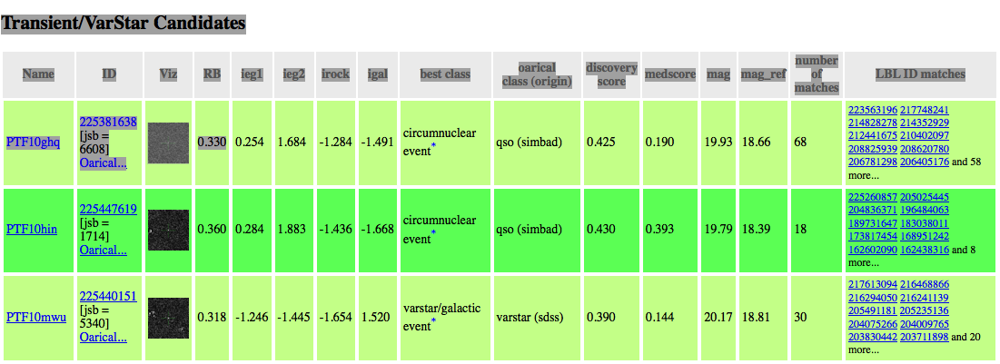 Transient/VarStar Candidates
Name ID Viz RB ieg1 ieg2 irock igal best class oarical class (origin) discovery score medscore mag mag_ref number of matches LBL ID matches
PTF10ghq 225381638 [jsb = 6608] Oarical... 0.330 0.254 1.684 -1.284 -1.491 circumnuclear event* qso (simbad) 0.425 0.190 19.93 18.66 68
223563196 217748241
214828278 214352929
212441675 210402097
208825939 208620780
206781298 206405176 and 58
more...
PTF10hin 225447619 [jsb = 1714] Oarical... 0.360 0.284 1.883 -1.436 -1.668 circumnuclear event* qso (simbad) 0.430 0.393 19.79 18.39 18
225260857 205025445
204836371 196484063
189731647 183038011
173817454 168951242
162602090 162438316 and 8
more...
PTF10mwu 225440151 [jsb = 5340] Oarical... 0.318 -1.246 -1.445 -1.654 1.520 varstar/galactic event* varstar (sdss) 0.390 0.144 20.17 18.81 30
217613094 216468866
216294050 216241139
205491181 205235136
204075266 204009765
203830442 203711898 and 20
more...